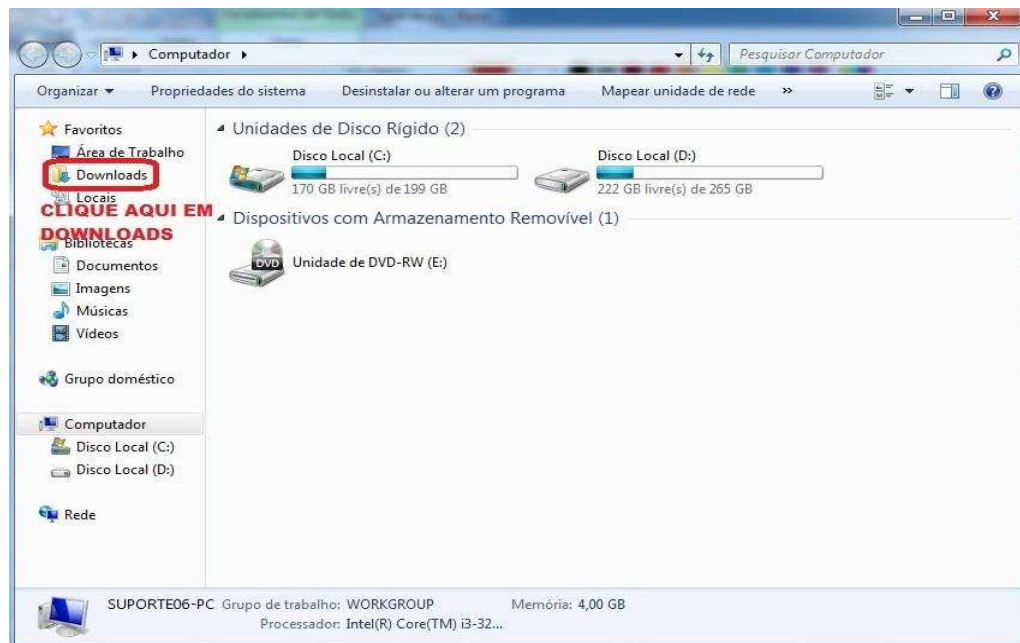 Computador
Pesquisar Computador
Organizar
Propriedades do sistema
Desinstalar ou alterar um programa
Mapear unidade de rede
»
Favoritos
Área de Trabalho
Downloads
Locais
CLIQUE AQUI EM
DOWNLOADS
Bibliotecas
Documentos
Imagens
Músicas
Vídeos
Grupo doméstico
Computador
Disco Local (C:)
Disco Local (D:)
Rede
Unidades de Disco Rígido (2)
Disco Local (C:)
170 GB livre(s) de 199 GB
Disco Local (D:)
222 GB livre(s) de 265 GB
Dispositivos com Armazenamento Removível (1)
DVD
Unidade de DVD-RW (E:)
SUPORTE06-PC Grupo de trabalho: WORKGROUP Memória: 4,00 GB
Processador: Intel(R) Core(TM) i3-32...